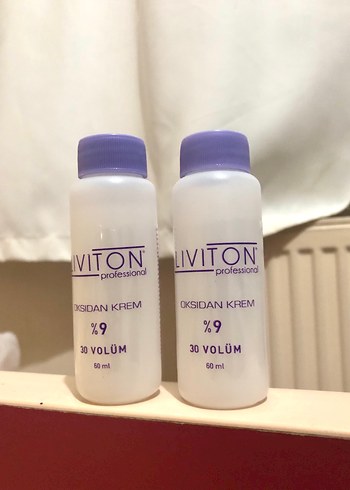 LIVITON
professional
OKSIDAN KREM
%9
30 VOLÜM
60 ml
LIVITON
professional
OKSIDAN KREM
%9
30 VOLÜM
60 ml